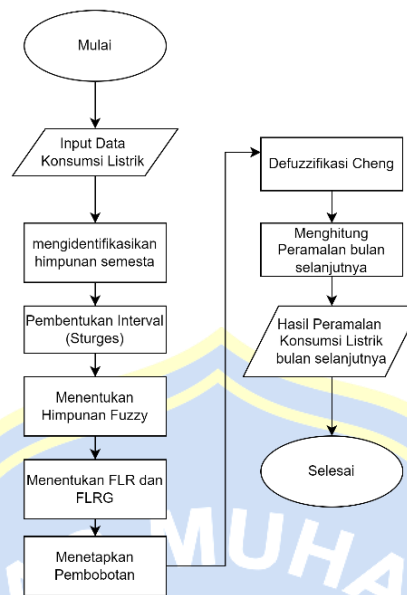 Mulai
Input Data
Konsumsi Listrik
mengidentifikasikan
himpunan semesta
Pembentukan Interval
(Sturges)
Menentukan
Himpunan Fuzzy
Menentukan FLR dan
FLRG
Menetapkan
Pembobotan
Defuzzifikasi Cheng
Menghitung
Peramalan bulan
selanjutnya
Hasil Peramalan
Konsumsi Listrik
bulan selanjutnya
Selesai